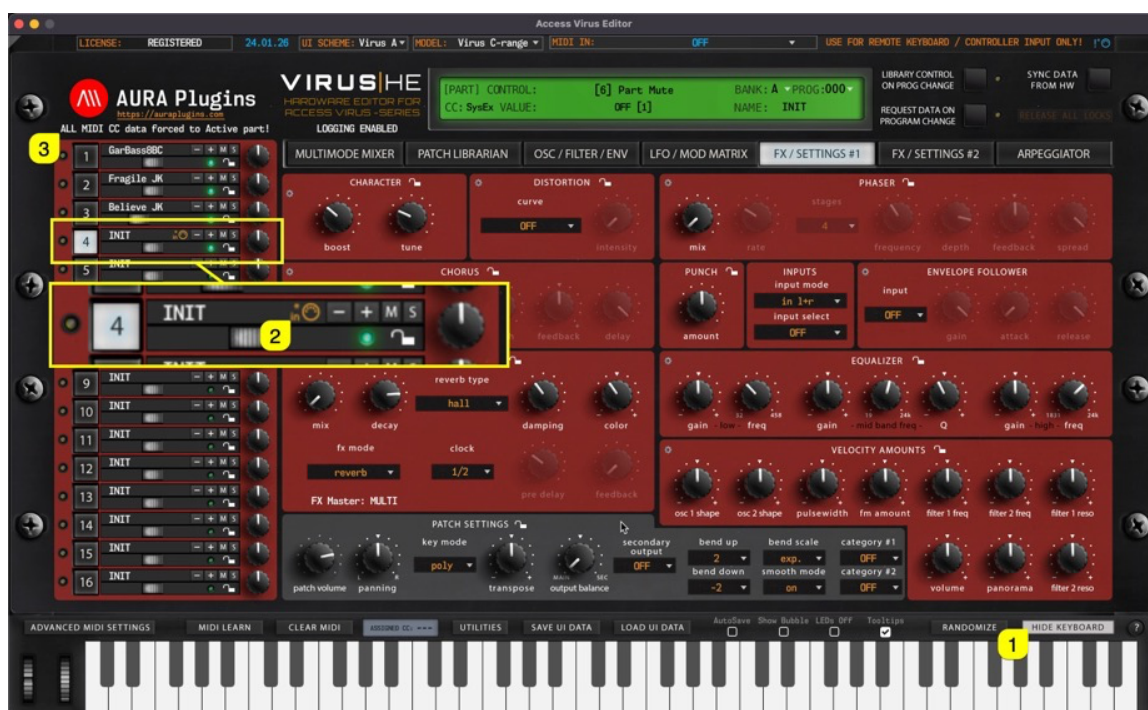 Access Virus Editor
LICENSE: REGISTERED 24.01.26 UI SCHEME: Virus A MODEL: Virus C-range MIDI IN: OFF USE FOR REMOTE KEYBOARD / CONTROLLER INPUT ONLY!
AURA Plugins
https://auraplugins.com
ALL MIDI CC data forced to Active part!
VIRUS|HE
HARDWARE EDITOR FOR
ACCESS VIRUS -SERIES
LOGGING ENABLED
[PART] CONTROL: [6] Part Mute BANK: A PROG:000
CC: SysEx VALUE: OFF [1] NAME: INIT
LIBRARY CONTROL
ON PROG CHANGE
SYNC DATA
FROM HW
REQUEST DATA ON
PROGRAM CHANGE
RELEASE ALL LOCKS
MULTIMODE MIXER PATCH LIBRARIAN OSC / FILTER / ENV LFO / MOD MATRIX FX / SETTINGS #1 FX / SETTINGS #2 ARPEGGIATOR
3
1 GarBass8BC - + M S
2 Fragile JK - + M S
3 Believe JK - + M S
4 INIT - + M S
5 INIT - + M S
4 INIT in - + M S
2
9 INIT - + M S
10 INIT - + M S
11 INIT - + M S
12 INIT - + M S
13 INIT - + M S
14 INIT - + M S
15 INIT - + M S
16 INIT - + M S
CHARACTER
boost tune
DISTORTION
curve
OFF
intensity
PHASER
stages
4
mix rate frequency depth feedback spread
CHORUS
feedback delay
PUNCH
amount
INPUTS
input mode
in l+r
input select
OFF
ENVELOPE FOLLOWER
input
OFF
gain attack release
reverb type
hall
mix decay damping color
fx mode clock
reverb 1/2
pre delay feedback
FX Master: MULTI
EQUALIZER
gain - low - freq gain - mid band freq - Q gain - high - freq
VELOCITY AMOUNTS
osc 1 shape osc 2 shape pulsewidth fm amount filter 1 freq filter 2 freq filter 1 reso
volume panorama filter 2 reso
PATCH SETTINGS
key mode
poly
patch volume panning transpose output balance
MAIN SEC
secondary
output
OFF
bend up bend scale category #1
2 exp. OFF
bend down smooth mode category #2
-2 on OFF
ADVANCED MIDI SETTINGS MIDI LEARN CLEAR MIDI ASSIGNED CC: --- UTILITIES SAVE UI DATA LOAD UI DATA AutoSave Show Bubble LEDs OFF Tooltips RANDOMIZE HIDE KEYBOARD ?
1